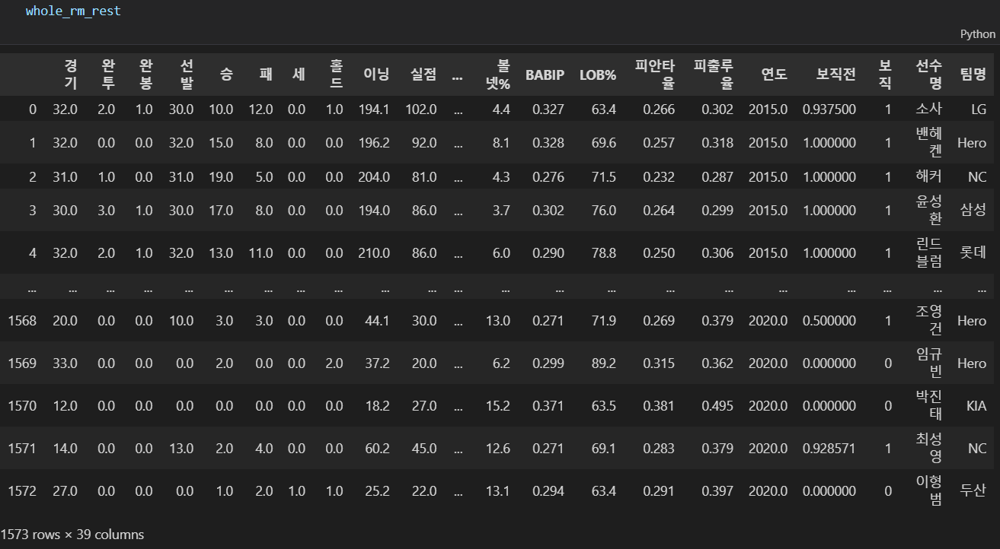 whole_rm_rest
Python
경기 완투 완봉 선발 승 패 세 홀드 이닝 실점 ... 볼넷% BABIP LOB% 피안타율 피출루율 연도 보직전 보직 선수명 팀명
0 32.0 2.0 1.0 30.0 10.0 12.0 0.0 1.0 194.1 102.0 ... 4.4 0.327 63.4 0.266 0.302 2015.0 0.937500 1 소사 LG
1 32.0 0.0 0.0 32.0 15.0 8.0 0.0 0.0 196.2 92.0 ... 8.1 0.328 69.6 0.257 0.318 2015.0 1.000000 1 밴헤켄 Hero
2 31.0 1.0 0.0 31.0 19.0 5.0 0.0 0.0 204.0 81.0 ... 4.3 0.276 71.5 0.232 0.287 2015.0 1.000000 1 해커 NC
3 30.0 3.0 1.0 30.0 17.0 8.0 0.0 0.0 194.0 86.0 ... 3.7 0.302 76.0 0.264 0.299 2015.0 1.000000 1 윤성환 삼성
4 32.0 2.0 1.0 32.0 13.0 11.0 0.0 0.0 210.0 86.0 ... 6.0 0.290 78.8 0.250 0.306 2015.0 1.000000 1 린드블럼 롯데
... ... ... ... ... ... ... ... ... ... ... ... ... ... ... ... ... ... ... ... ... ...
1568 20.0 0.0 0.0 10.0 3.0 3.0 0.0 0.0 44.1 30.0 ... 13.0 0.271 71.9 0.269 0.379 2020.0 0.500000 1 조영건 Hero
1569 33.0 0.0 0.0 0.0 2.0 0.0 0.0 2.0 37.2 20.0 ... 6.2 0.299 89.2 0.315 0.362 2020.0 0.000000 0 임규빈 Hero
1570 12.0 0.0 0.0 0.0 0.0 0.0 0.0 0.0 18.2 27.0 ... 15.2 0.371 63.5 0.381 0.495 2020.0 0.000000 0 박진태 KIA
1571 14.0 0.0 0.0 13.0 2.0 4.0 0.0 0.0 60.2 45.0 ... 12.6 0.271 69.1 0.283 0.379 2020.0 0.928571 1 최성영 NC
1572 27.0 0.0 0.0 0.0 1.0 2.0 1.0 1.0 25.2 22.0 ... 13.1 0.294 63.4 0.291 0.397 2020.0 0.000000 0 이형범 두산
1573 rows × 39 columns